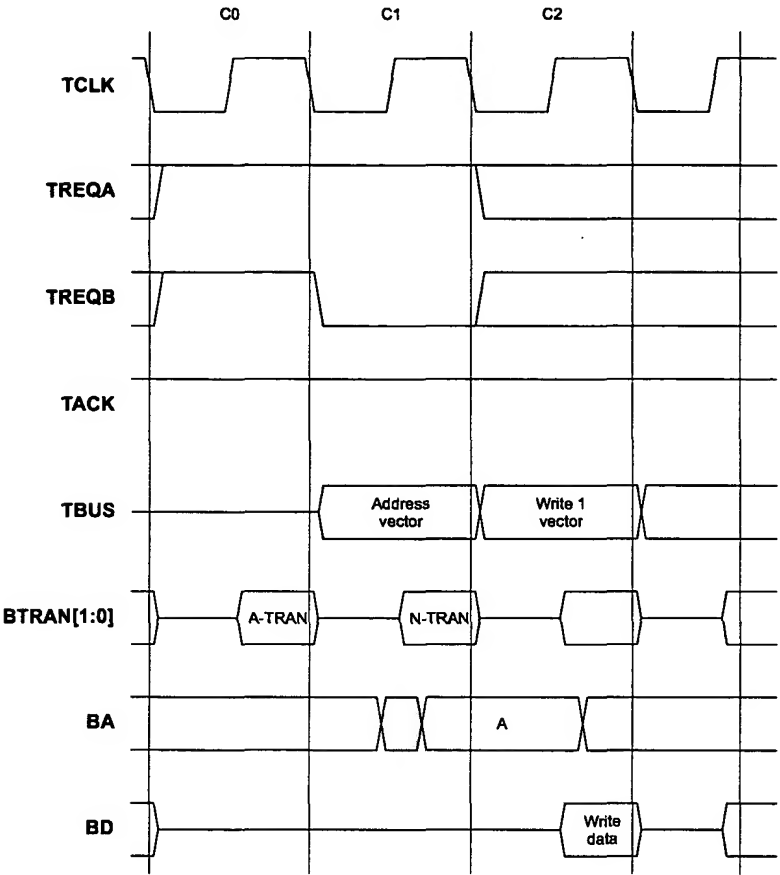 C0 C1 C2
TCLK
TREQA
TREQB
TACK
TBUS Address vector Write 1 vector
BTRAN[1:0] A-TRAN N-TRAN
BA A
BD Write data